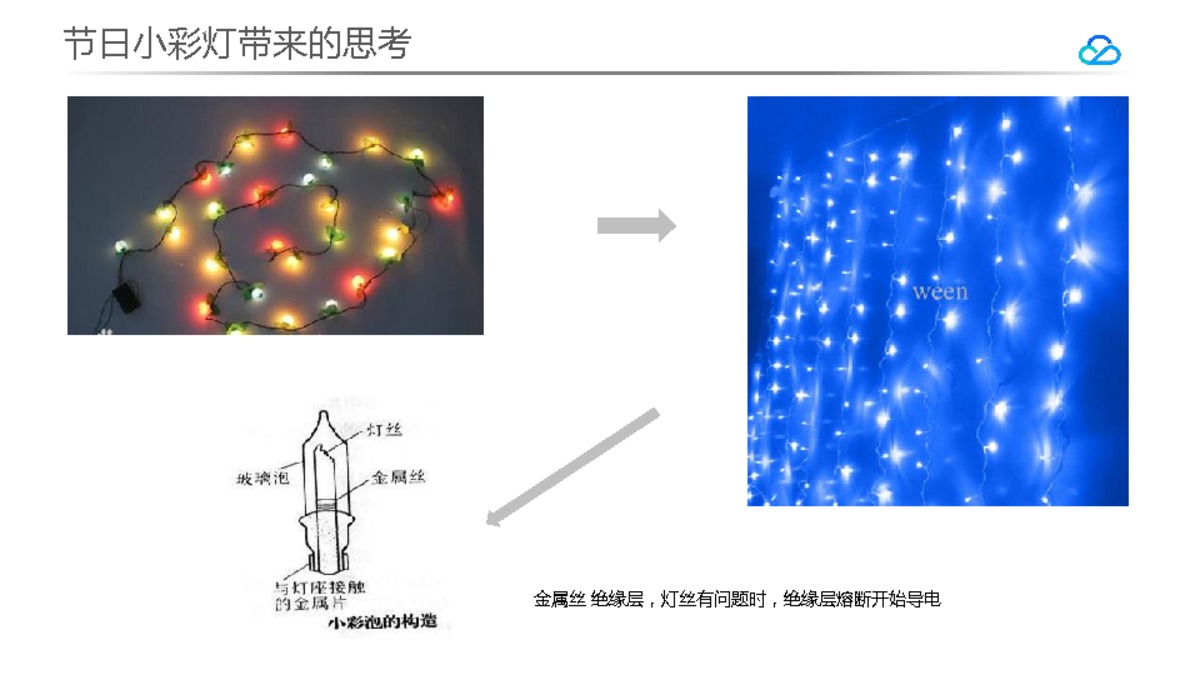 节日小彩灯带来的思考
ween
灯丝
玻璃泡
金属丝
与灯座接触
的金属片
小彩泡的构造
金属丝 绝缘层，灯丝有问题时，绝缘层熔断开始导电